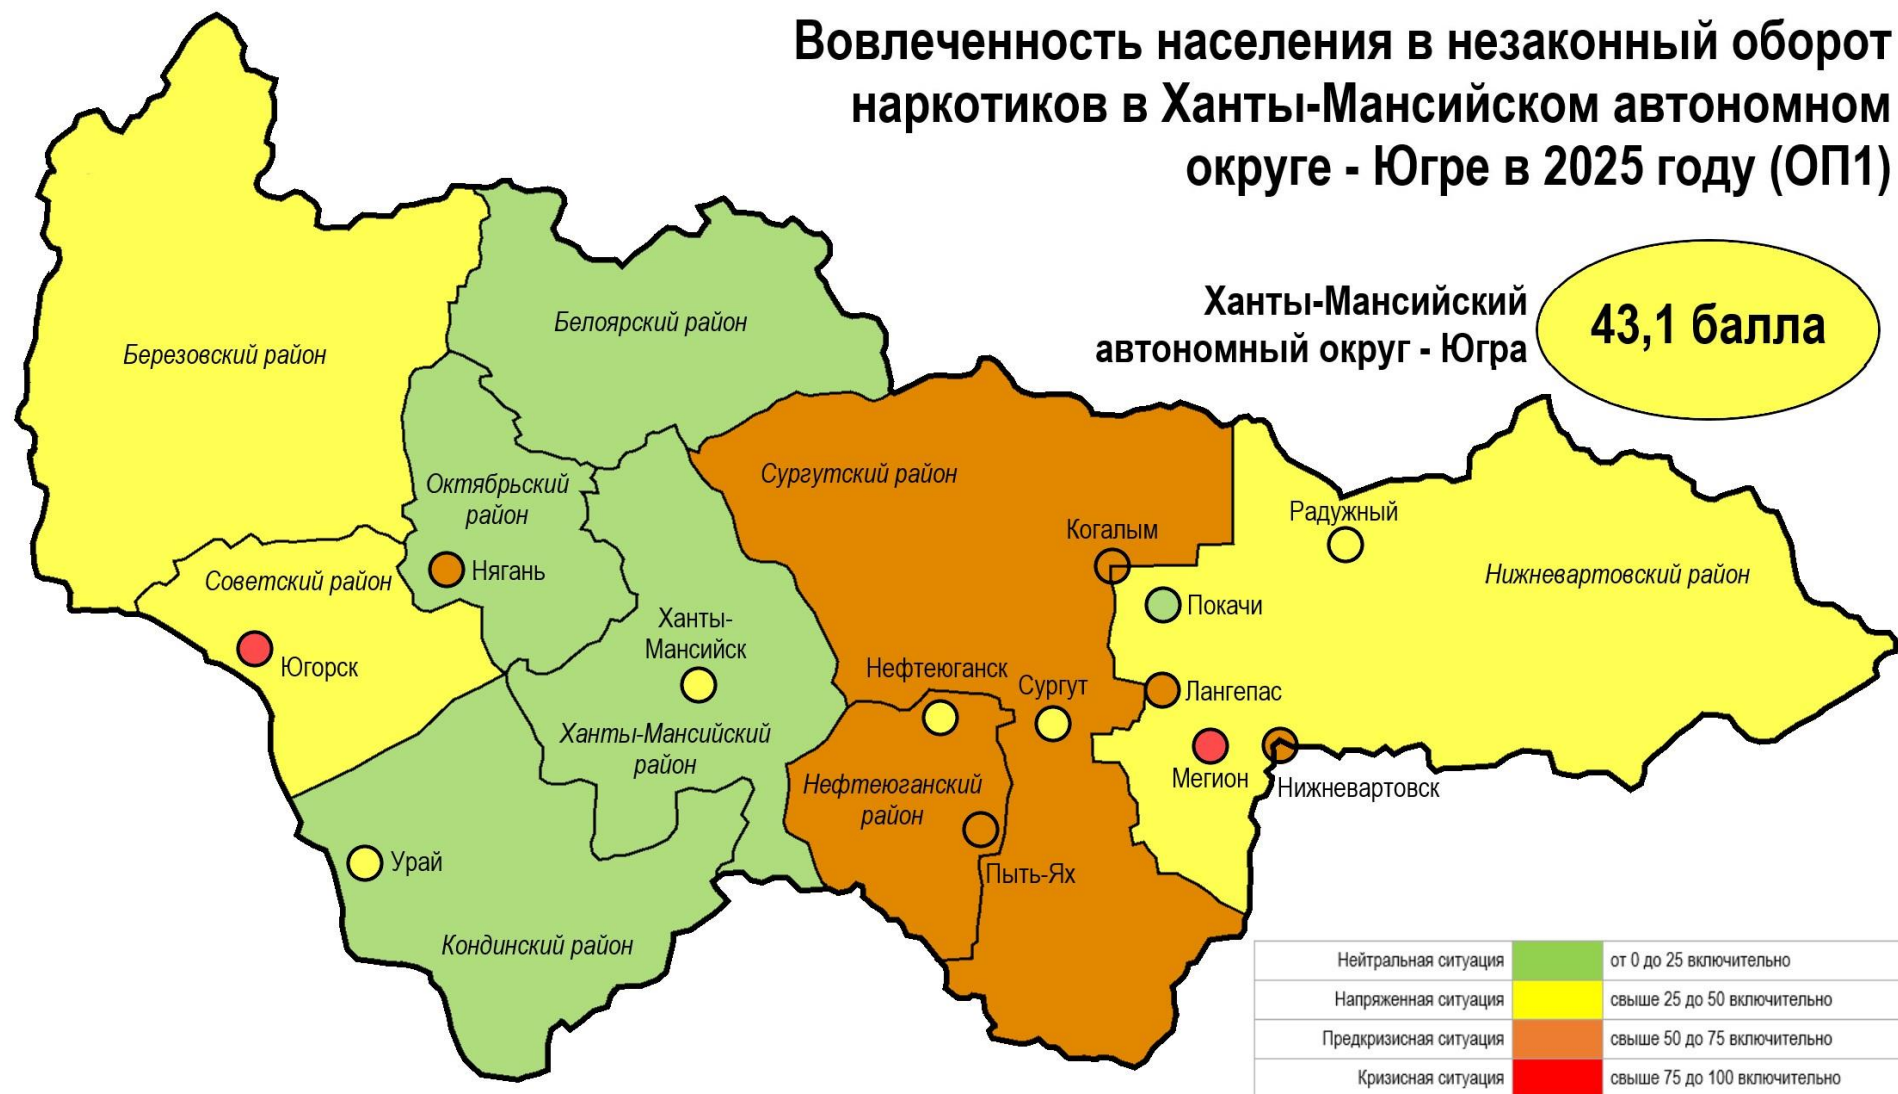 Вовлеченность населения в незаконный оборот
наркотиков в Ханты-Мансийском автономном
округе - Югре в 2025 году (ОП1)
Ханты-Мансийский
автономный округ - Югра
43,1 балла
Березовский район
Белоярский район
Октябрьский
район
Нягань
Советский район
Югорск
Ханты-
Мансийск
Ханты-Мансийский
район
Урай
Кондинский район
Сургутский район
Когалым
Нефтеюганск
Сургут
Нефтеюганский
район
Пыть-Ях
Радужный
Нижневартовский район
Покачи
Лангепас
Мегион
Нижневартовск
Нейтральная ситуация от 0 до 25 включительно
Напряженная ситуация свыше 25 до 50 включительно
Предкризисная ситуация свыше 50 до 75 включительно
Кризисная ситуация свыше 75 до 100 включительно